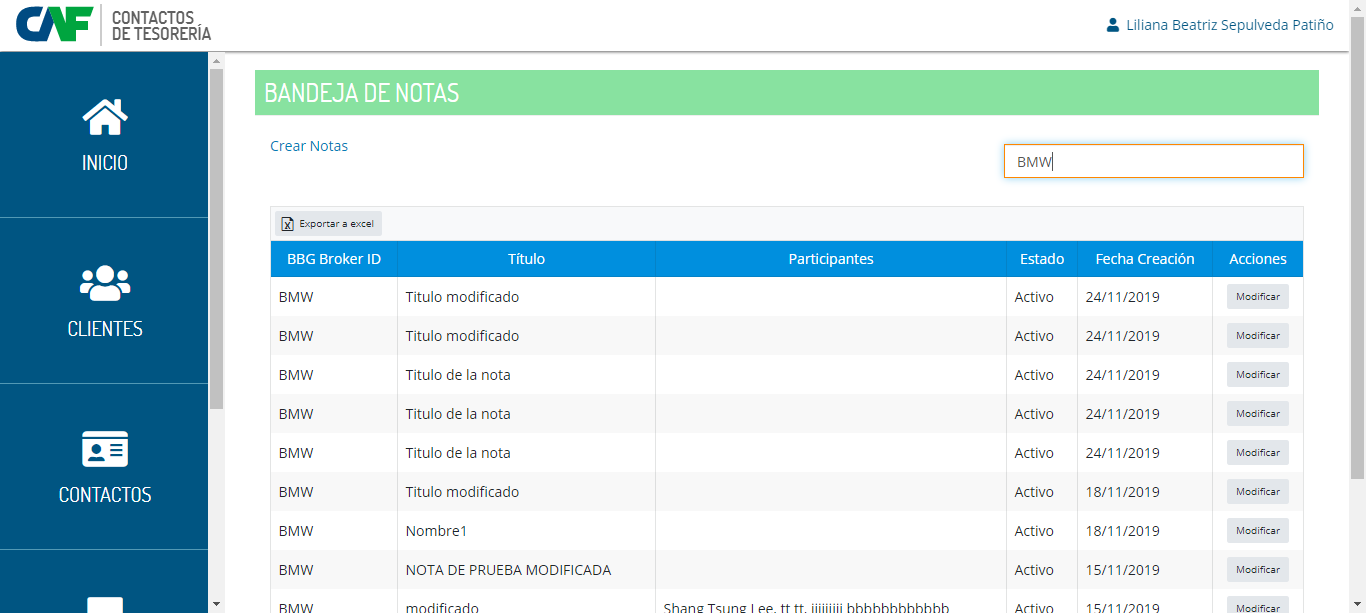 CAF CONTACTOS
DE TESORERÍA
Liliana Beatriz Sepulveda Patiño
INICIO
CLIENTES
CONTACTOS
BANDEJA DE NOTAS
Crear Notas
BMW
Exportar a excel
BBG Broker ID Título Participantes Estado Fecha Creación Acciones
BMW Titulo modificado Activo 24/11/2019 Modificar
BMW Titulo modificado Activo 24/11/2019 Modificar
BMW Titulo de la nota Activo 24/11/2019 Modificar
BMW Titulo de la nota Activo 24/11/2019 Modificar
BMW Titulo de la nota Activo 24/11/2019 Modificar
BMW Titulo modificado Activo 18/11/2019 Modificar
BMW Nombre1 Activo 18/11/2019 Modificar
BMW NOTA DE PRUEBA MODIFICADA Activo 15/11/2019 Modificar
BMW modificado Shang Tsung Lee, tt tt, Activo 15/11/2019 Modificar